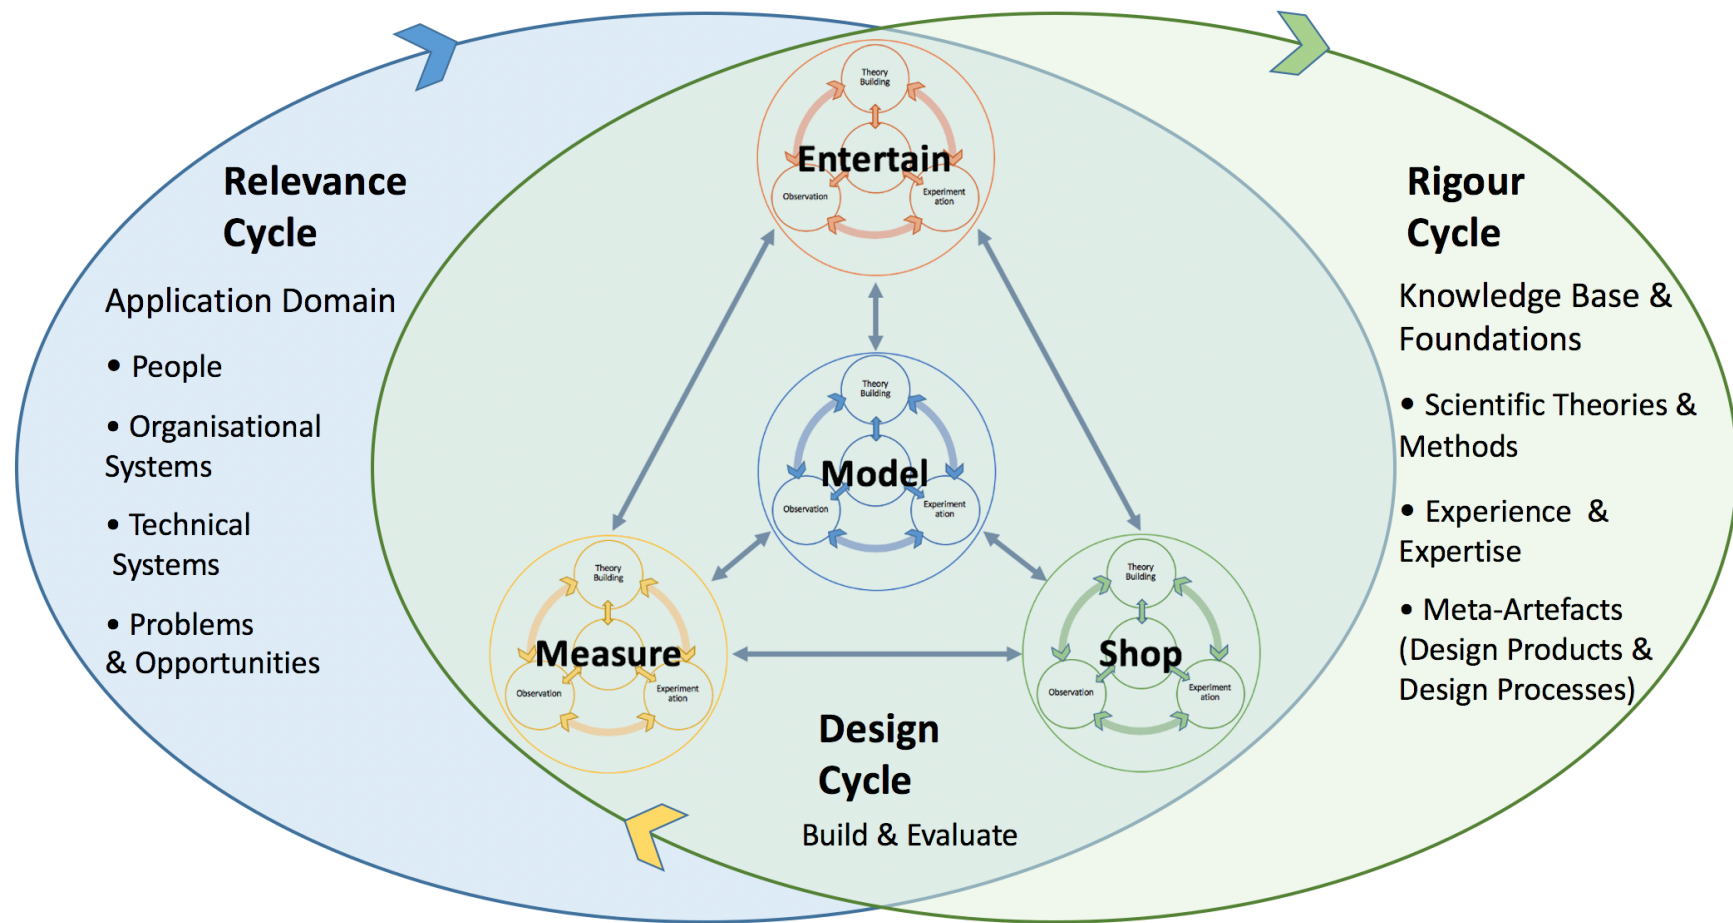 Relevance
Cycle
Application Domain
• People
• Organisational
Systems
• Technical
Systems
• Problems
& Opportunities
Theory
Building
Entertain
Observation
Experiment
ation
Theory
Building
Model
Observation
Experiment
ation
Theory
Building
Measure
Observation
Experiment
ation
Theory
Building
Shop
Observation
Experiment
ation
Design
Cycle
Build & Evaluate
Rigour
Cycle
Knowledge Base &
Foundations
• Scientific Theories &
Methods
• Experience &
Expertise
• Meta-Artefacts
(Design Products &
Design Processes)